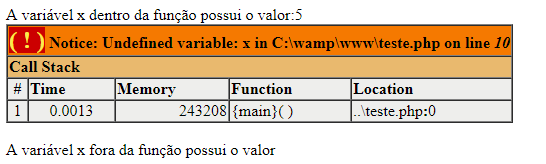 A variável x dentro da função possui o valor:5
( ! ) Notice: Undefined variable: x in C:\wamp\www\teste.php on line 10
Call Stack
# Time Memory Function Location
1 0.0013 243208 {main}( ) ..\teste.php:0
A variável x fora da função possui o valor